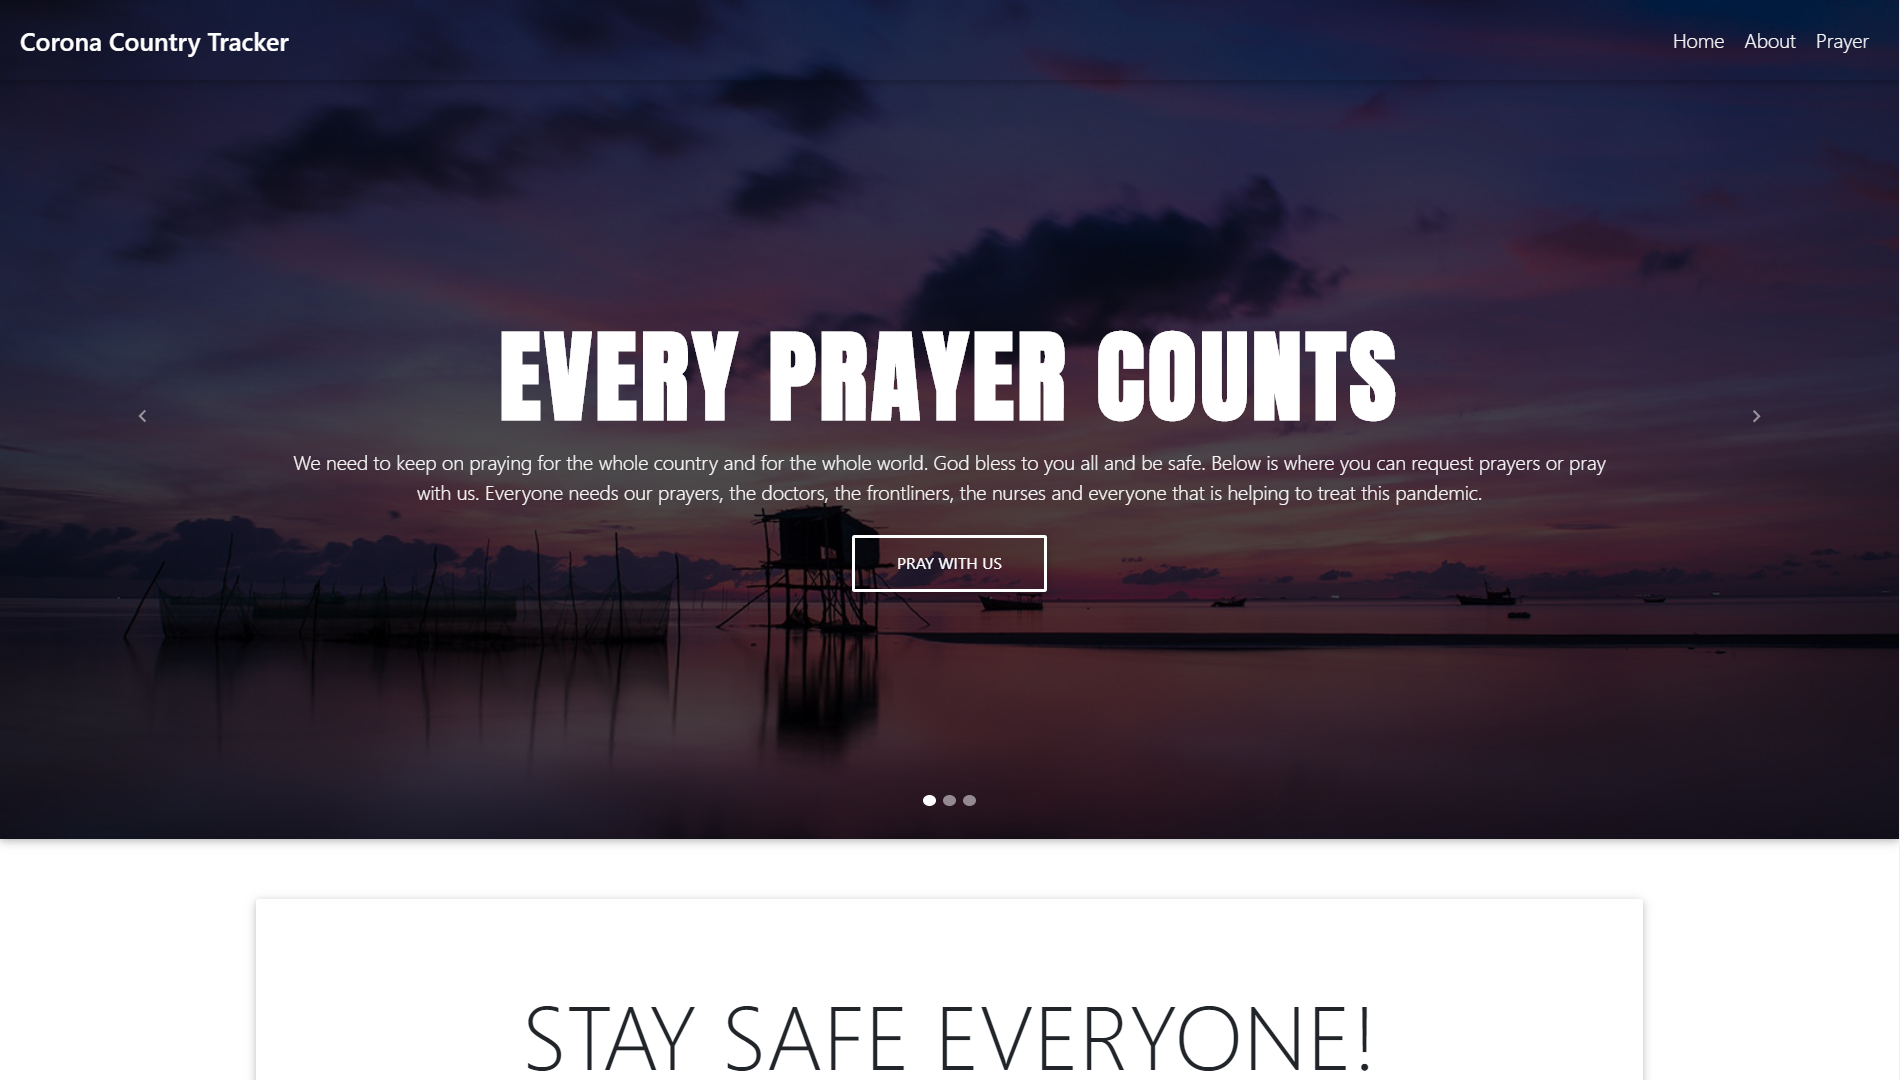 Corona Country Tracker
Home About Prayer
EVERY PRAYER COUNTS
We need to keep on praying for the whole country and for the whole world. God bless to you all and be safe. Below is where you can request prayers or pray
with us. Everyone needs our prayers, the doctors, the frontliners, the nurses and everyone that is helping to treat this pandemic.
PRAY WITH US
STAY SAFE EVERYONE!